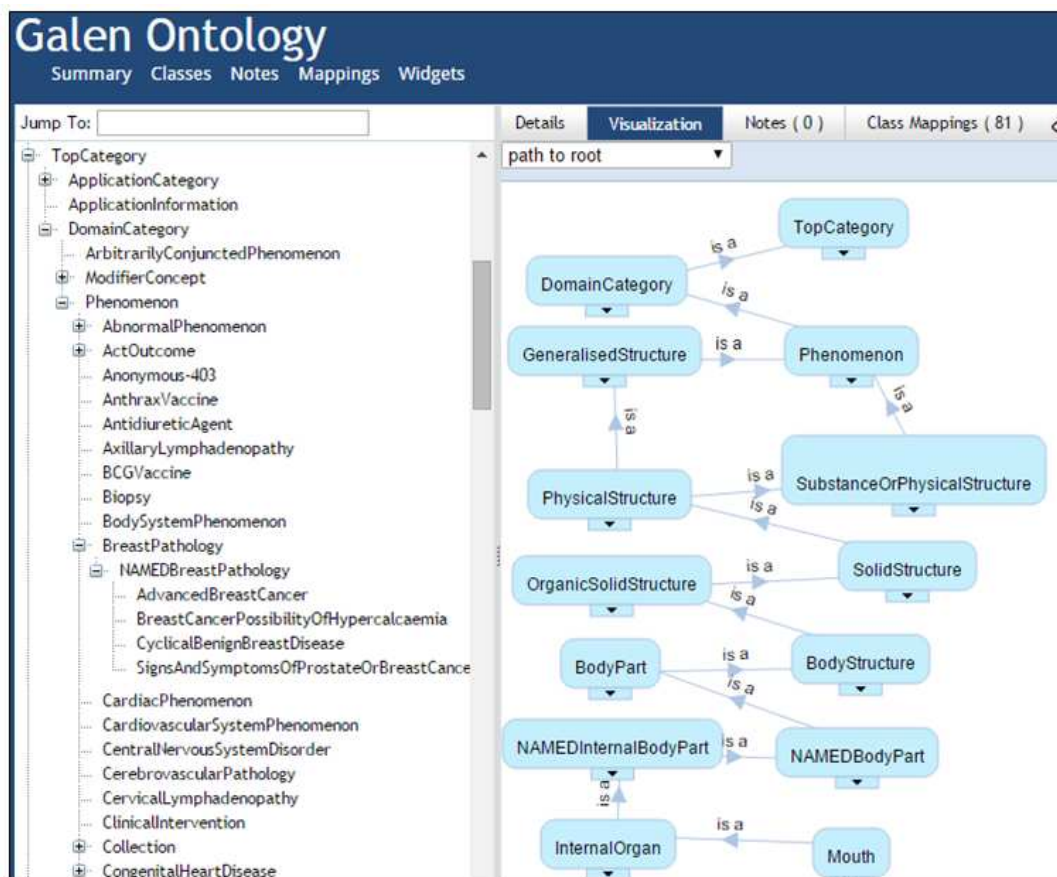 Galen Ontology
Summary Classes Notes Mappings Widgets
Jump To:
TopCategory
ApplicationCategory
ApplicationInformation
DomainCategory
ArbitrarilyConjunctedPhenomenon
ModifierConcept
Phenomenon
AbnormalPhenomenon
ActOutcome
Anonymous-403
AnthraxVaccine
AntidiureticAgent
AxillaryLymphadenopathy
BCGVaccine
Biopsy
BodySystemPhenomenon
BreastPathology
NAMEDBreastPathology
AdvancedBreastCancer
BreastCancerPossibilityOfHypercalcaemia
CyclicalBenignBreastDisease
SignsAndSymptomsOfProstateOrBreastCance
CardiacPhenomenon
CardiovascularSystemPhenomenon
CentralNervousSystemDisorder
CerebrovascularPathology
CervicalLymphadenopathy
ClinicalIntervention
Collection
CongenitalHeartDisease
Details Visualization Notes ( 0 ) Class Mappings ( 81 )
path to root
TopCategory
is a
DomainCategory
is a
GeneralisedStructure
is a
Phenomenon
is a
is a
SubstanceOrPhysicalStructure
is a
PhysicalStructure
is a
SolidStructure
is a
OrganicSolidStructure
is a
BodyStructure
is a
BodyPart
is a
NAMEDInternalBodyPart
is a
NAMEDBodyPart
is a
InternalOrgan
is a
Mouth